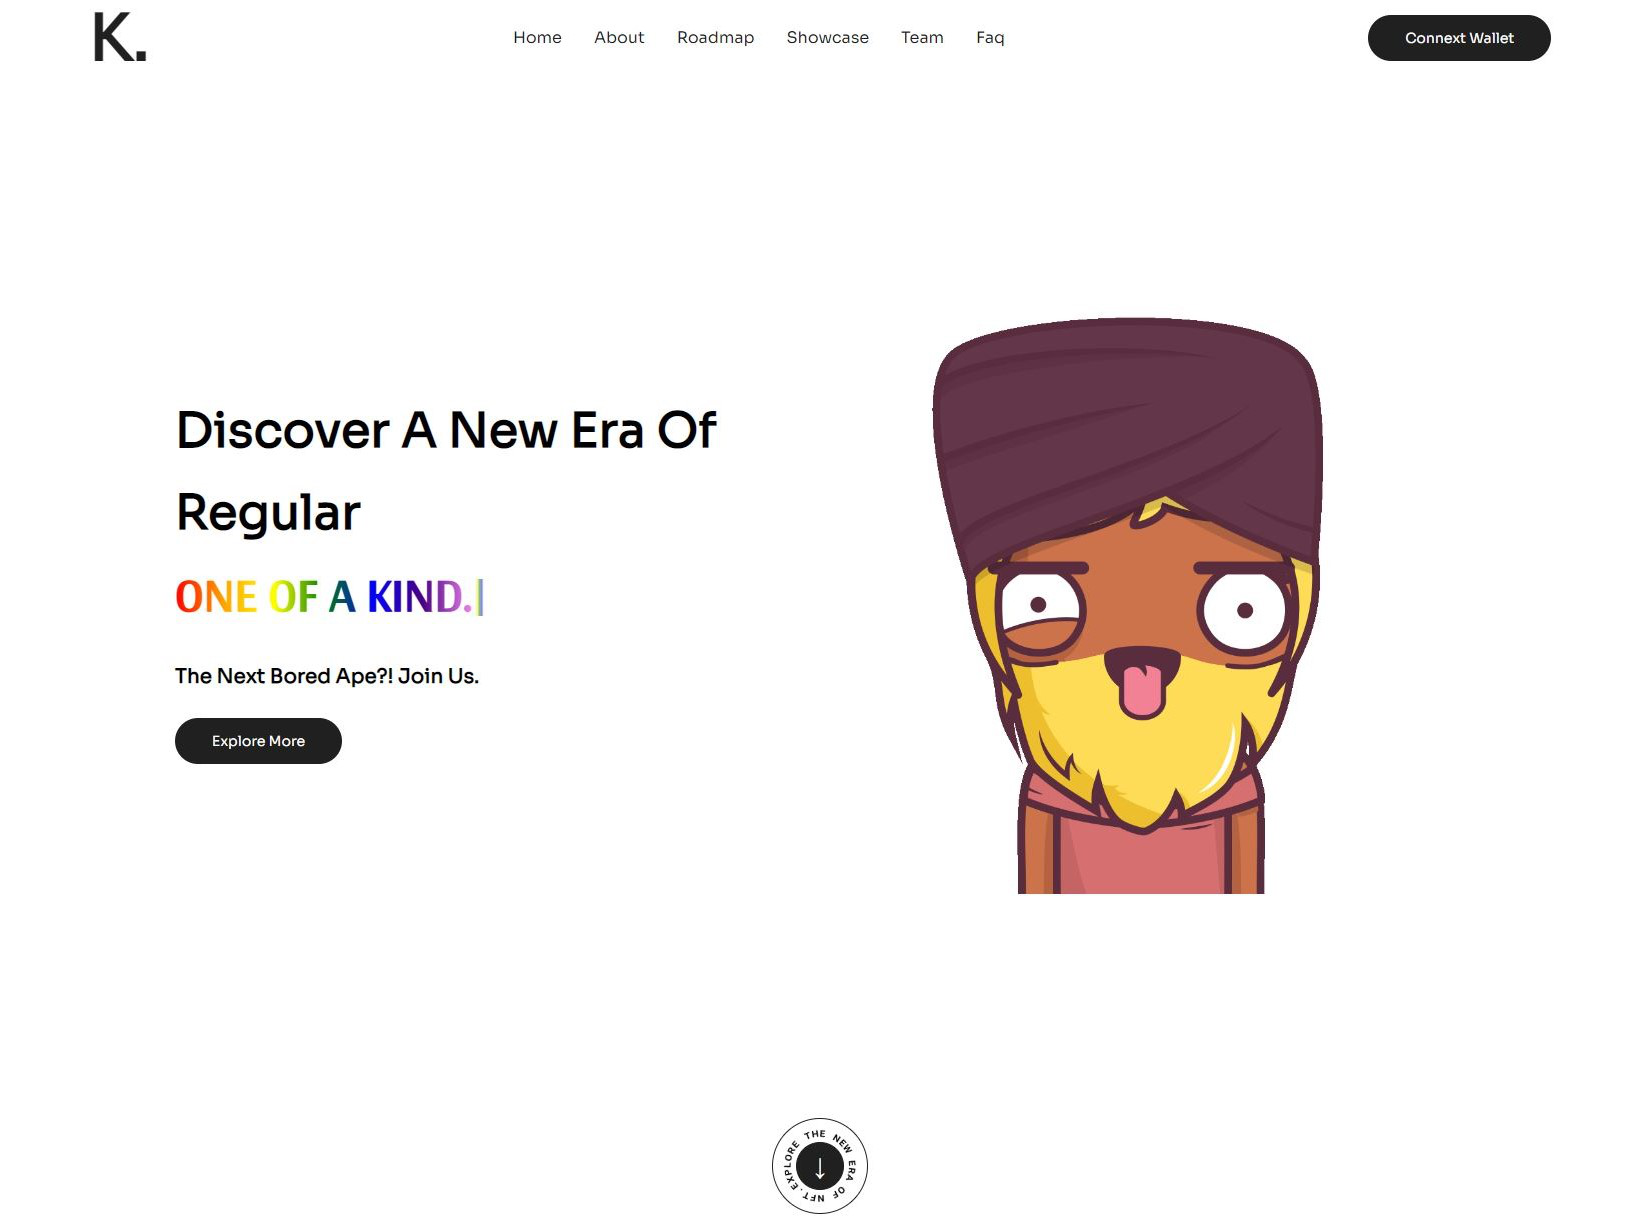 K.
Home
About
Roadmap
Showcase
Team
Faq
Connext Wallet
Discover A New Era Of
Regular
ONE OF A KIND.|
The Next Bored Ape?! Join Us.
Explore More
EXPLORE THE NEW ERA OF NFT.
↓